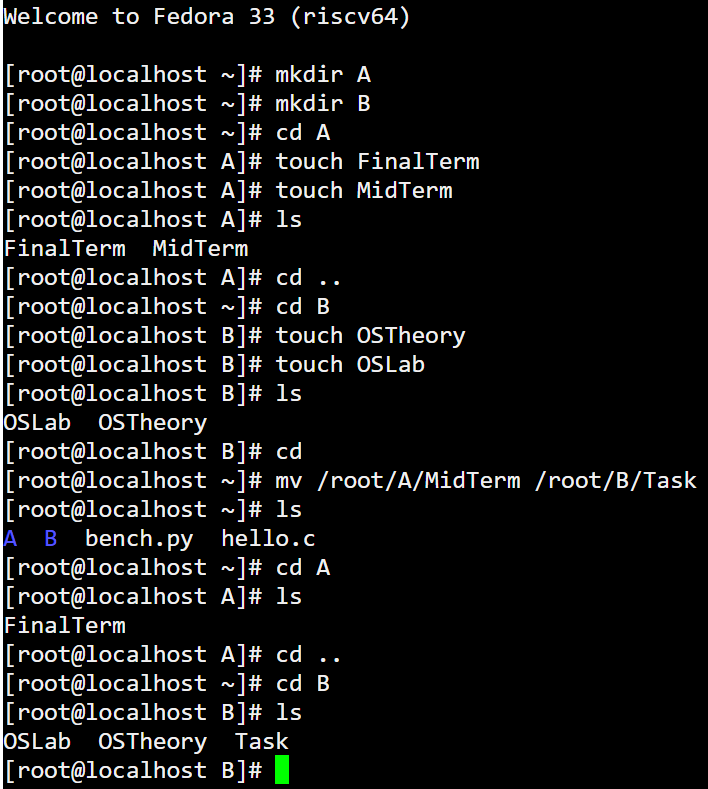 Welcome to Fedora 33 (riscv64)
[root@localhost ~]# mkdir A
[root@localhost ~]# mkdir B
[root@localhost ~]# cd A
[root@localhost A]# touch FinalTerm
[root@localhost A]# touch MidTerm
[root@localhost A]# ls
FinalTerm  MidTerm
[root@localhost A]# cd ..
[root@localhost ~]# cd B
[root@localhost B]# touch OSTheory
[root@localhost B]# touch OSLab
[root@localhost B]# ls
OSLab  OSTheory
[root@localhost B]# cd
[root@localhost ~]# mv /root/A/MidTerm /root/B/Task
[root@localhost ~]# ls
A  B  bench.py  hello.c
[root@localhost ~]# cd A
[root@localhost A]# ls
FinalTerm
[root@localhost A]# cd ..
[root@localhost ~]# cd B
[root@localhost B]# ls
OSLab  OSTheory  Task
[root@localhost B]#